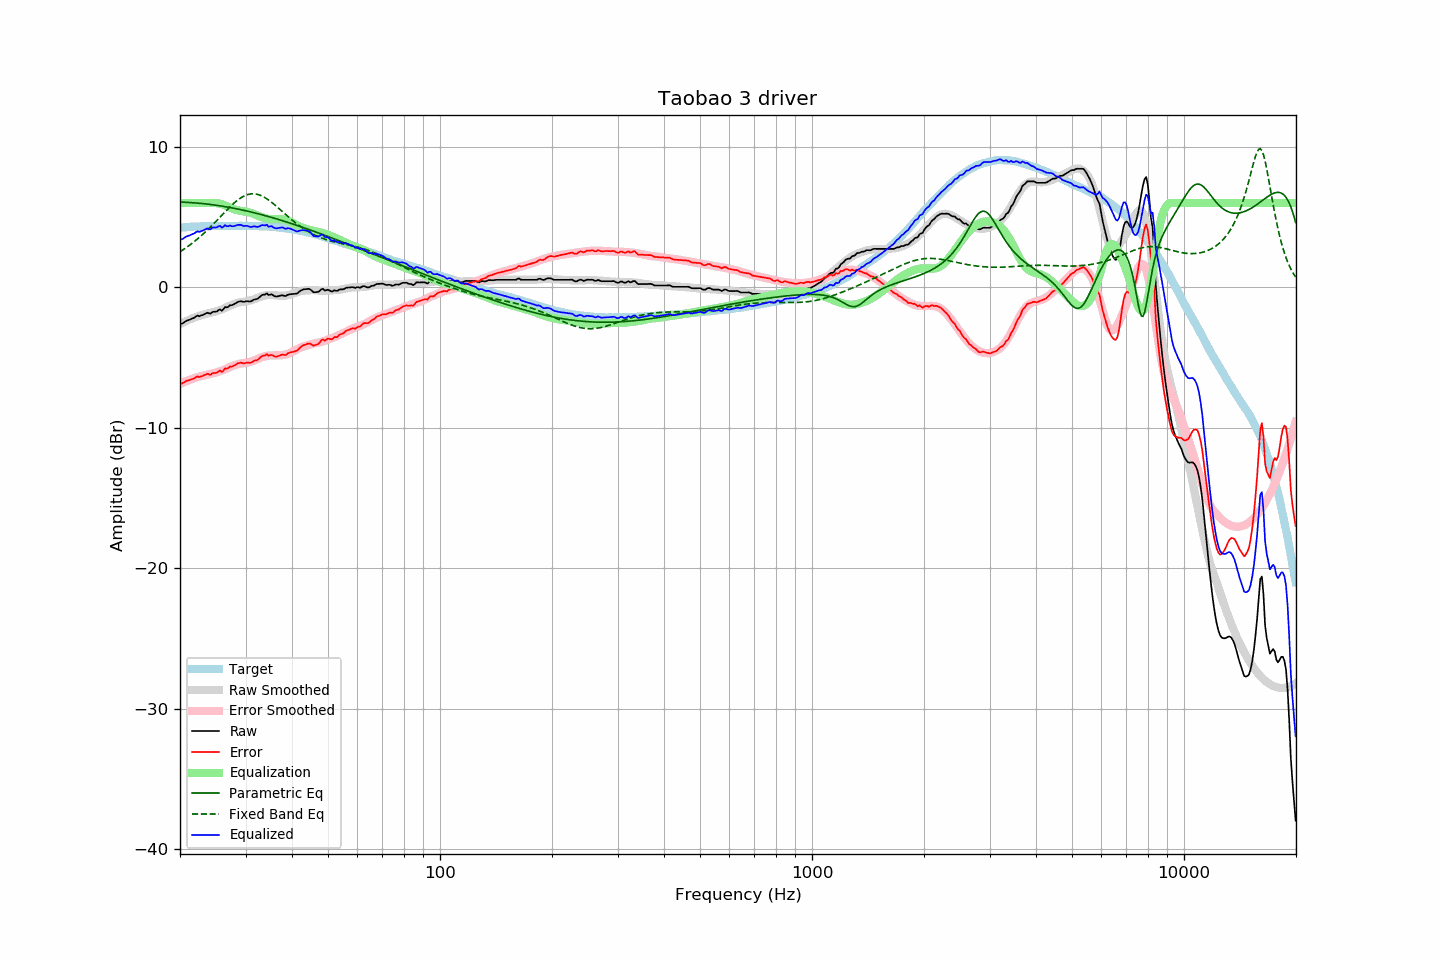 Taobao 3 driver
10
0
−10
−20
−30
−40
Amplitude (dBr)
Target
Raw Smoothed
Error Smoothed
Raw
Error
Equalization
Parametric Eq
Fixed Band Eq
Equalized
100
1000
10000
Frequency (Hz)